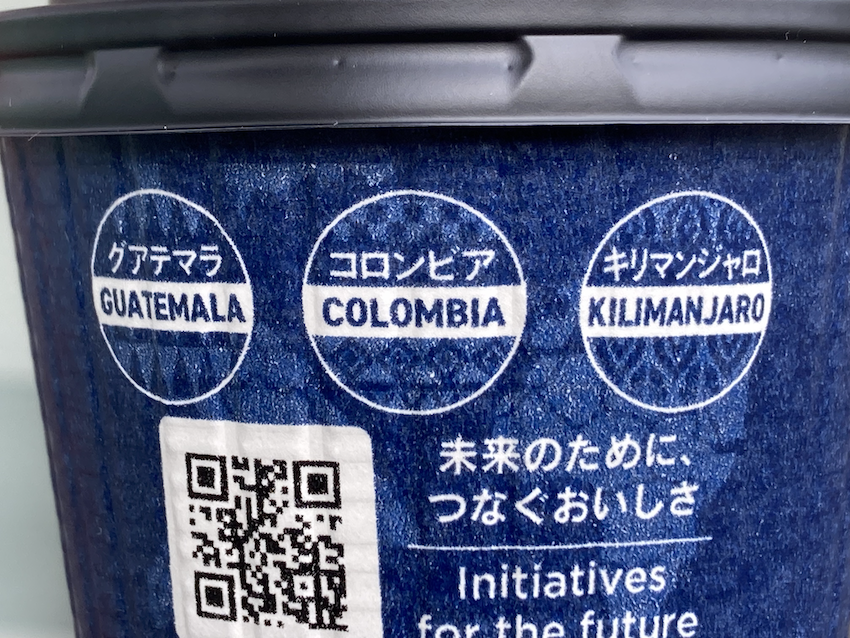 グアテマラ
GUATEMALA
コロンビア
COLOMBIA
キリマンジャロ
KILIMANJARO
未来のために、
つなぐおいしさ
Initiatives
for the future